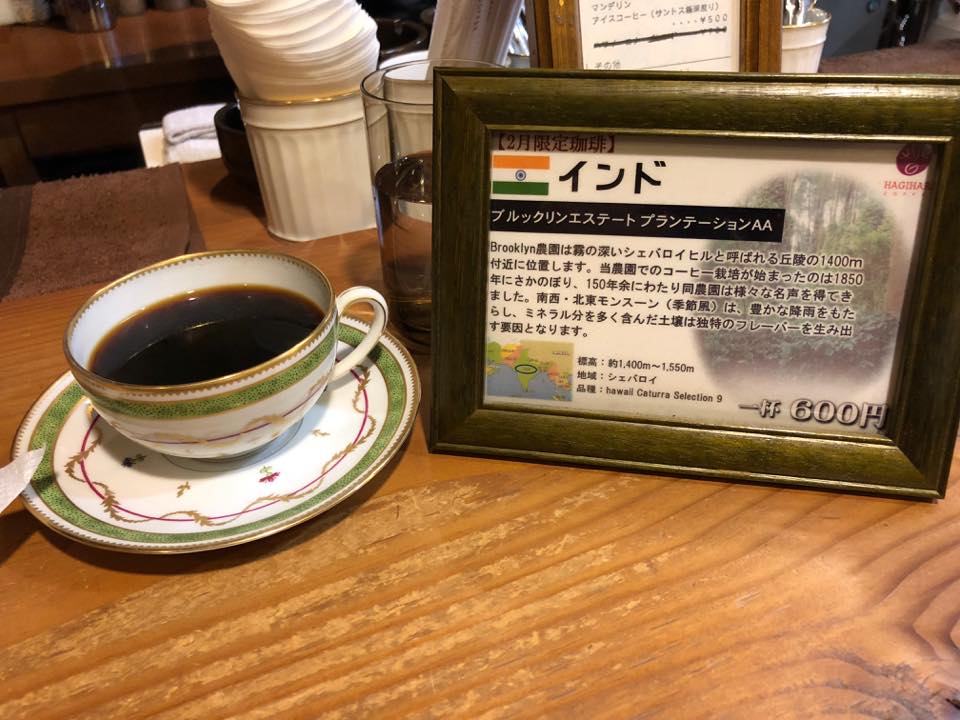 マンデリン
アイスコーヒー（サントス極深煎り）
····¥500
その他
【2月限定珈琲】
インド
HAGIHARA
ブルックリンエステート プランテーションAA
Brooklyn農園は霧の深いシェバロイヒルと呼ばれる丘陵の1400m
付近に位置します。当農園でのコーヒー栽培が始まったのは1850
年にさかのぼり、150年余にわたり同農園は様々な名声を得てき
ました。南西・北東モンスーン（季節風）は、豊かな降雨をもた
らし、ミネラル分を多く含んだ土壌は独特のフレーバーを生み出
す要因となります。
標高：約1,400m～1,550m
地域：シェバロイ
品種：hawaii Caturra Selection 9
一杯 600円